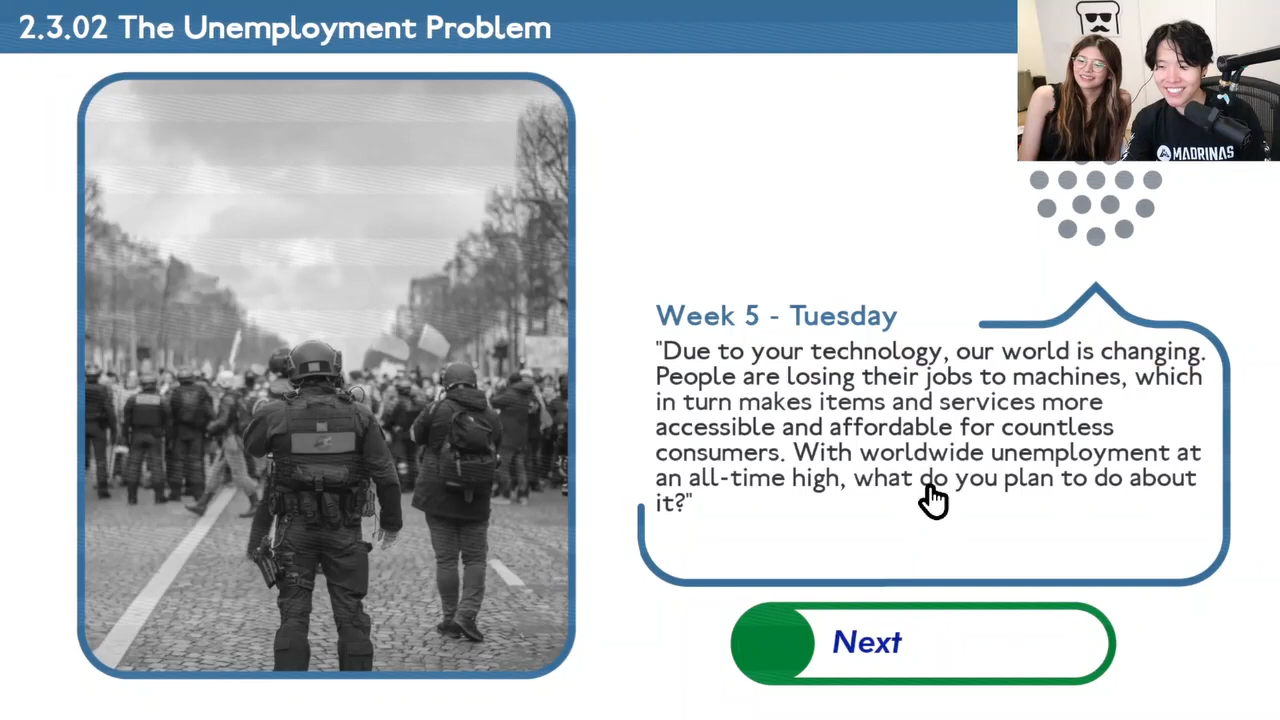 2.3.02 The Unemployment Problem
MADRINAS
Week 5 - Tuesday
"Due to your technology, our world is changing.
People are losing their jobs to machines, which
in turn makes items and services more
accessible and affordable for countless
consumers. With worldwide unemployment at
an all-time high, what do you plan to do about
it?"
Next